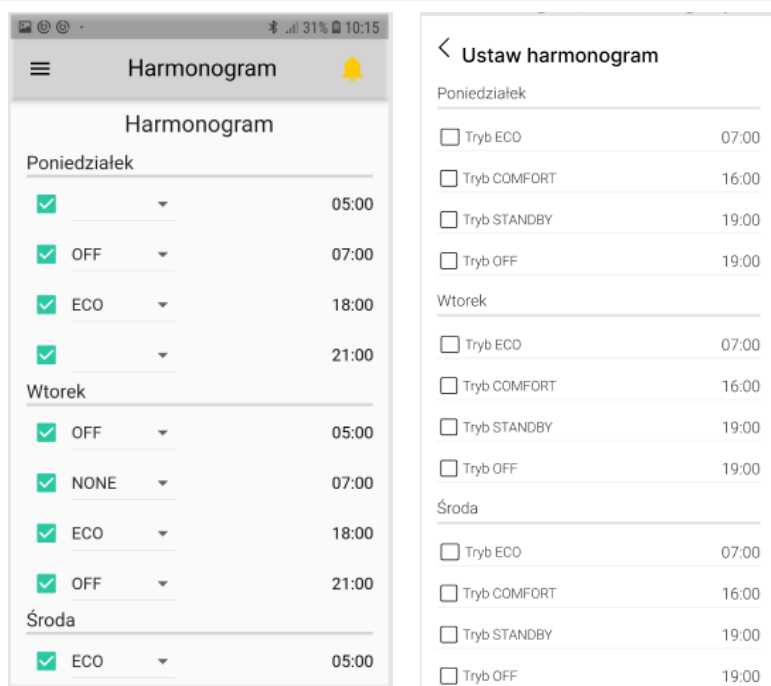 31% 10:15
Harmonogram
Harmonogram
Poniedziałek
05:00
OFF 07:00
ECO 18:00
21:00
Wtorek
OFF 05:00
NONE 07:00
ECO 18:00
OFF 21:00
Środa
ECO 05:00
Ustaw harmonogram
Poniedziałek
Tryb ECO 07:00
Tryb COMFORT 16:00
Tryb STANDBY 19:00
Tryb OFF 19:00
Wtorek
Tryb ECO 07:00
Tryb COMFORT 16:00
Tryb STANDBY 19:00
Tryb OFF 19:00
Środa
Tryb ECO 07:00
Tryb COMFORT 16:00
Tryb STANDBY 19:00
Tryb OFF 19:00